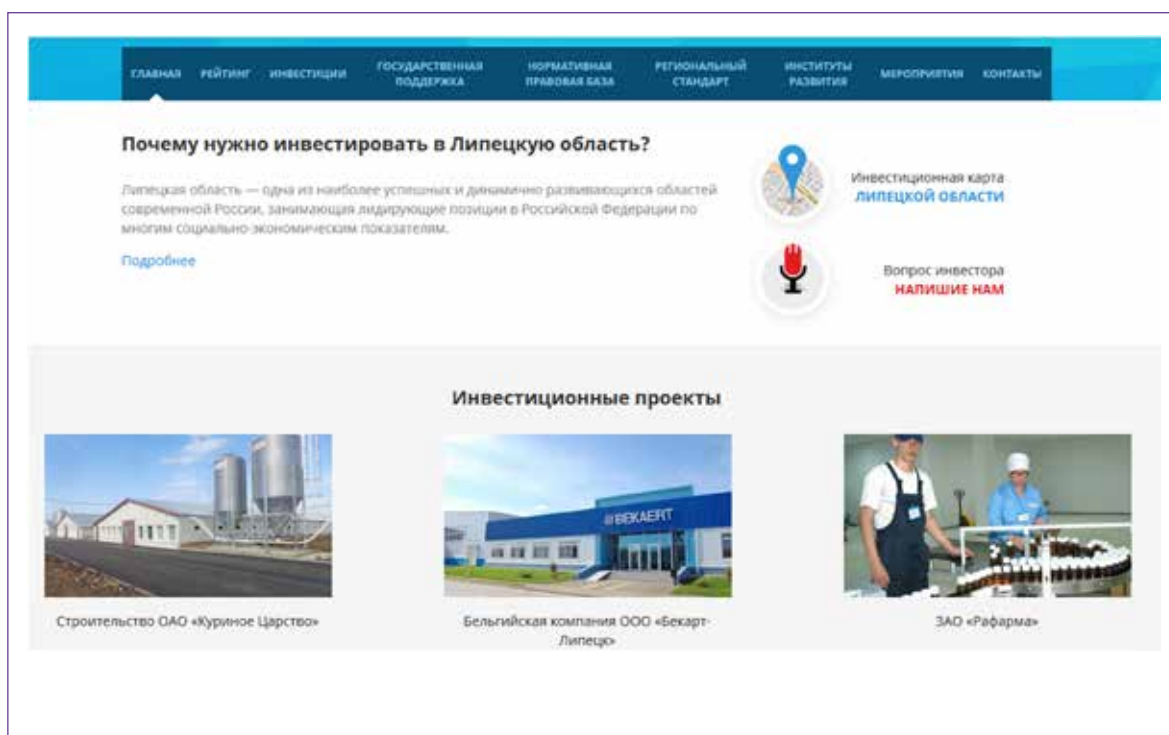 ГЛАВНАЯ РЕЙТИНГ ИНВЕСТИЦИИ
ГОСУДАРСТВЕННАЯ
ПОДДЕРЖКА
НОРМАТИВНАЯ
ПРАВОВАЯ БАЗА
РЕГИОНАЛЬНЫЙ
СТАНДАРТ
ИНСТИТУТЫ
РАЗВИТИЯ
МЕРОПРИЯТИЯ КОНТАКТЫ
Почему нужно инвестировать в Липецкую область?
Липецкая область — одна из наиболее успешных и динамично развивающихся областей
современной России, занимающая лидирующие позиции в Российской Федерации по
многим социально-экономическим показателям.
Подробнее
Инвестиционная карта
ЛИПЕЦКОЙ ОБЛАСТИ
Вопрос инвестора
НАПИШИЕ НАМ
Инвестиционные проекты
BEKAERT
Строительство ОАО «Куриное Царство»
Бельгийская компания ООО «Бекарт-
Липецк»
ЗАО «Рафарма»